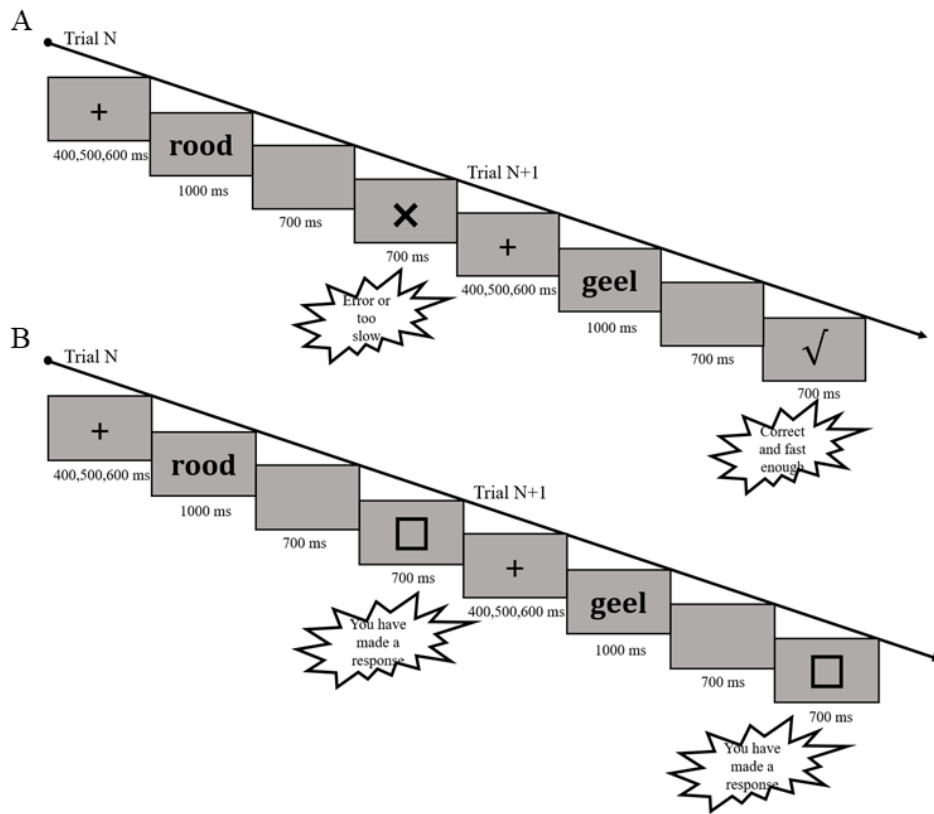 A
Trial N
+
400,500,600 ms
rood
1000 ms
700 ms
×
700 ms
Error or
too
slow
Trial N+1
+
400,500,600 ms
geel
1000 ms
700 ms
√
700 ms
Correct
and fast
enough
B
Trial N
+
400,500,600 ms
rood
1000 ms
700 ms
□
700 ms
You have
made a
response
Trial N+1
+
400,500,600 ms
geel
1000 ms
700 ms
□
700 ms
You have
made a
response